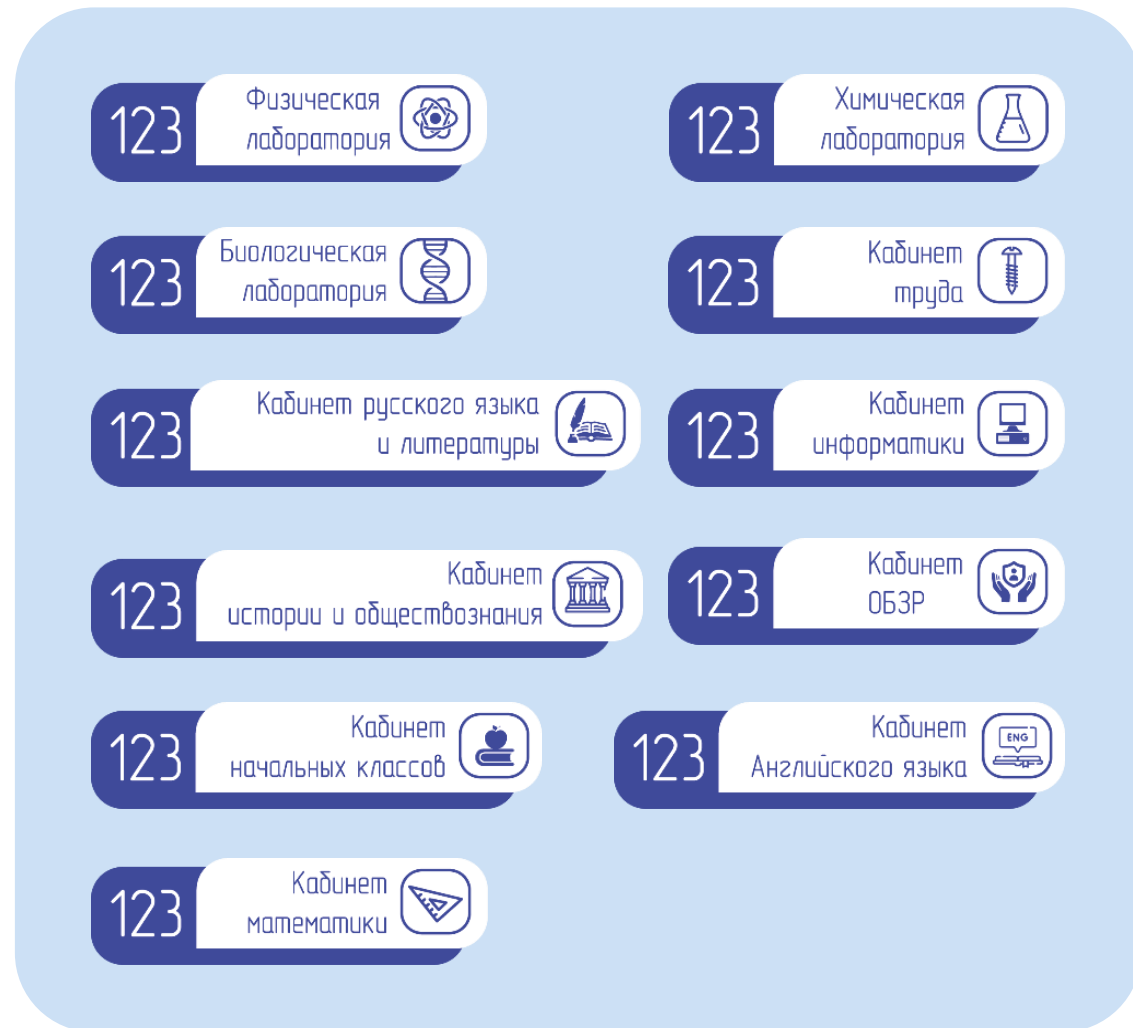 123
Физическая
лаборатория
123
Химическая
лаборатория
123
Биологическая
лаборатория
123
Кабинет
труда
123
Кабинет русского языка
и литературы
123
Кабинет
информатики
123
Кабинет
истории и обществознания
123
Кабинет
ОБЗР
123
Кабинет
начальных классов
123
Кабинет
Английского языка
ENG
123
Кабинет
математики